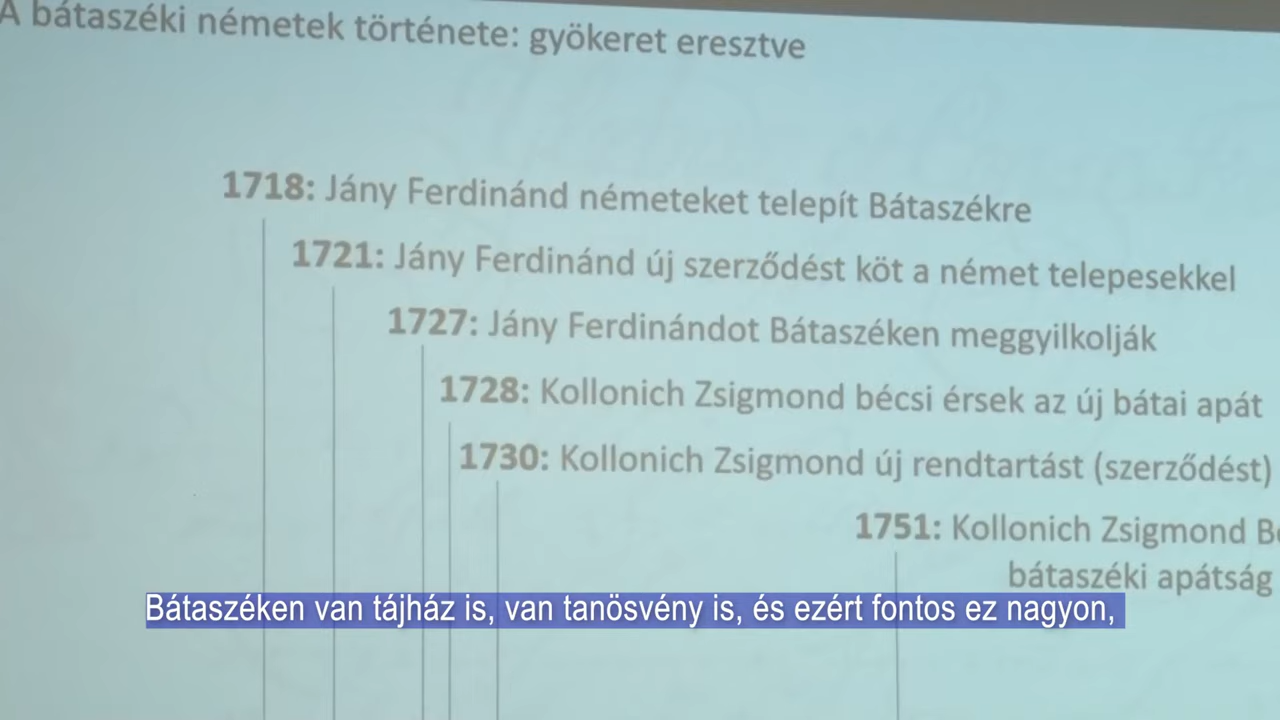 A bátaszéki németek története: gyökeret eresztve
1718: Jány Ferdinánd németeket telepít Bátaszékre
1721: Jány Ferdinánd új szerződést köt a német telepesekkel
1727: Jány Ferdinándot Bátaszéken meggyilkolják
1728: Kollonich Zsigmond bécsi érsek az új bátai apát
1730: Kollonich Zsigmond új rendtartást (szerződést)
1751: Kollonich Zsigmond
bátaszéki apátság
Bátaszéken van tájház is, van tanösvény is, és ezért fontos ez nagyon,